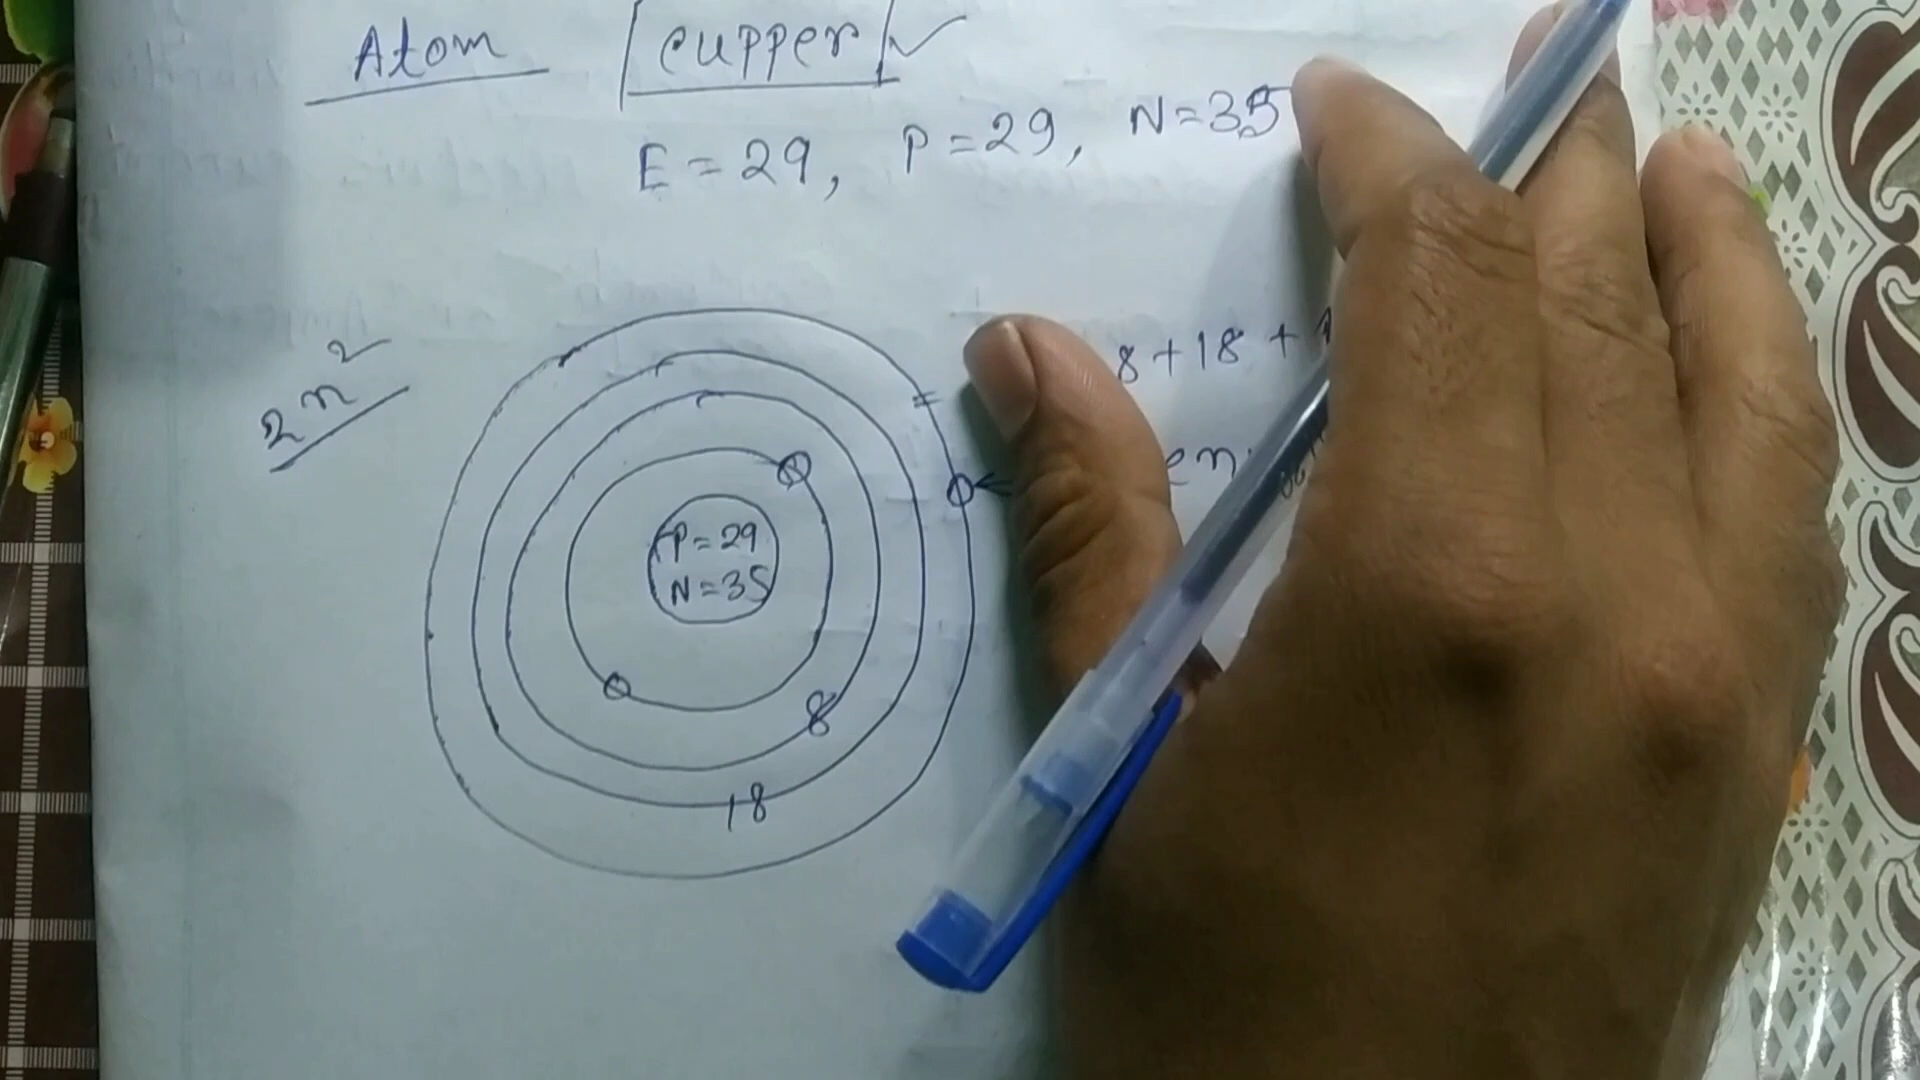 Atom cupper
E = 29, P = 29, N = 35
2n²
8 + 18 +
P = 29
N = 35
8
18